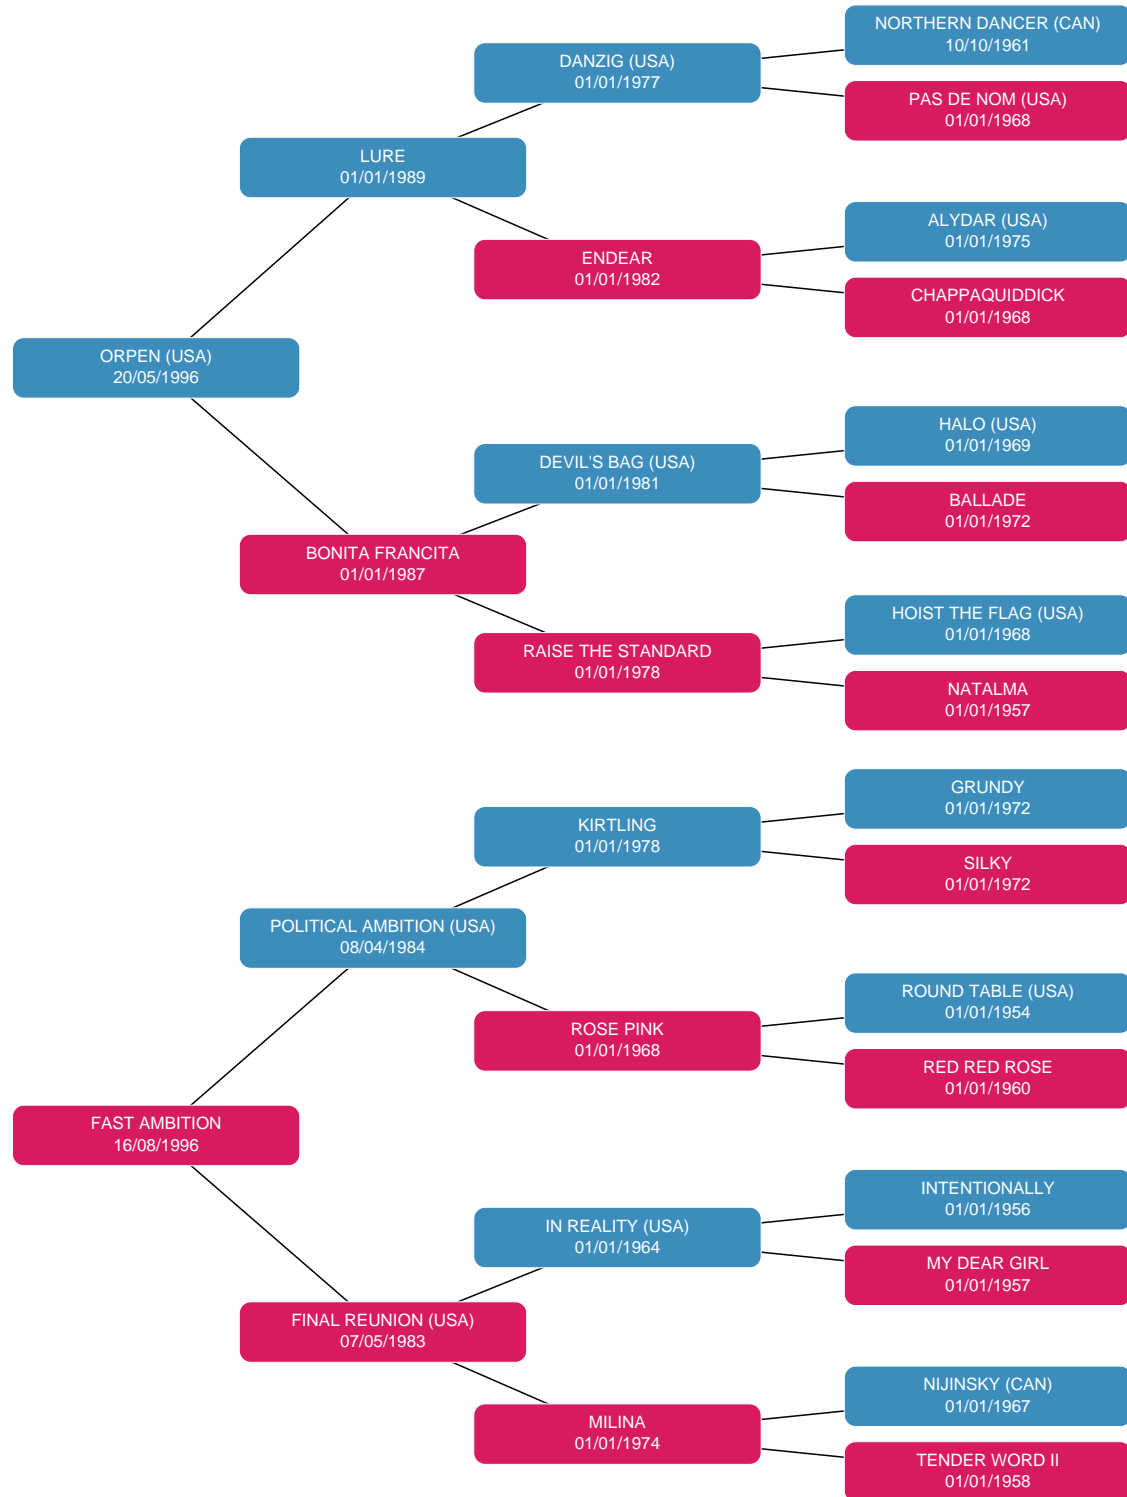 NORTHERN DANCER (CAN)
10/10/1961
DANZIG (USA)
01/01/1977
PAS DE NOM (USA)
01/01/1968
LURE
01/01/1989
ALYDAR (USA)
01/01/1975
ENDEAR
01/01/1982
CHAPPAQUIDDICK
01/01/1968
ORPEN (USA)
20/05/1996
HALO (USA)
01/01/1969
DEVIL'S BAG (USA)
01/01/1981
BALLADE
01/01/1972
BONITA FRANCITA
01/01/1987
HOIST THE FLAG (USA)
01/01/1968
RAISE THE STANDARD
01/01/1978
NATALMA
01/01/1957
GRUNDY
01/01/1972
KIRTLING
01/01/1978
SILKY
01/01/1972
POLITICAL AMBITION (USA)
08/04/1984
ROUND TABLE (USA)
01/01/1954
ROSE PINK
01/01/1968
RED RED ROSE
01/01/1960
FAST AMBITION
16/08/1996
INTENTIONALLY
01/01/1956
IN REALITY (USA)
01/01/1964
MY DEAR GIRL
01/01/1957
FINAL REUNION (USA)
07/05/1983
NIJINSKY (CAN)
01/01/1967
MILINA
01/01/1974
TENDER WORD II
01/01/1958